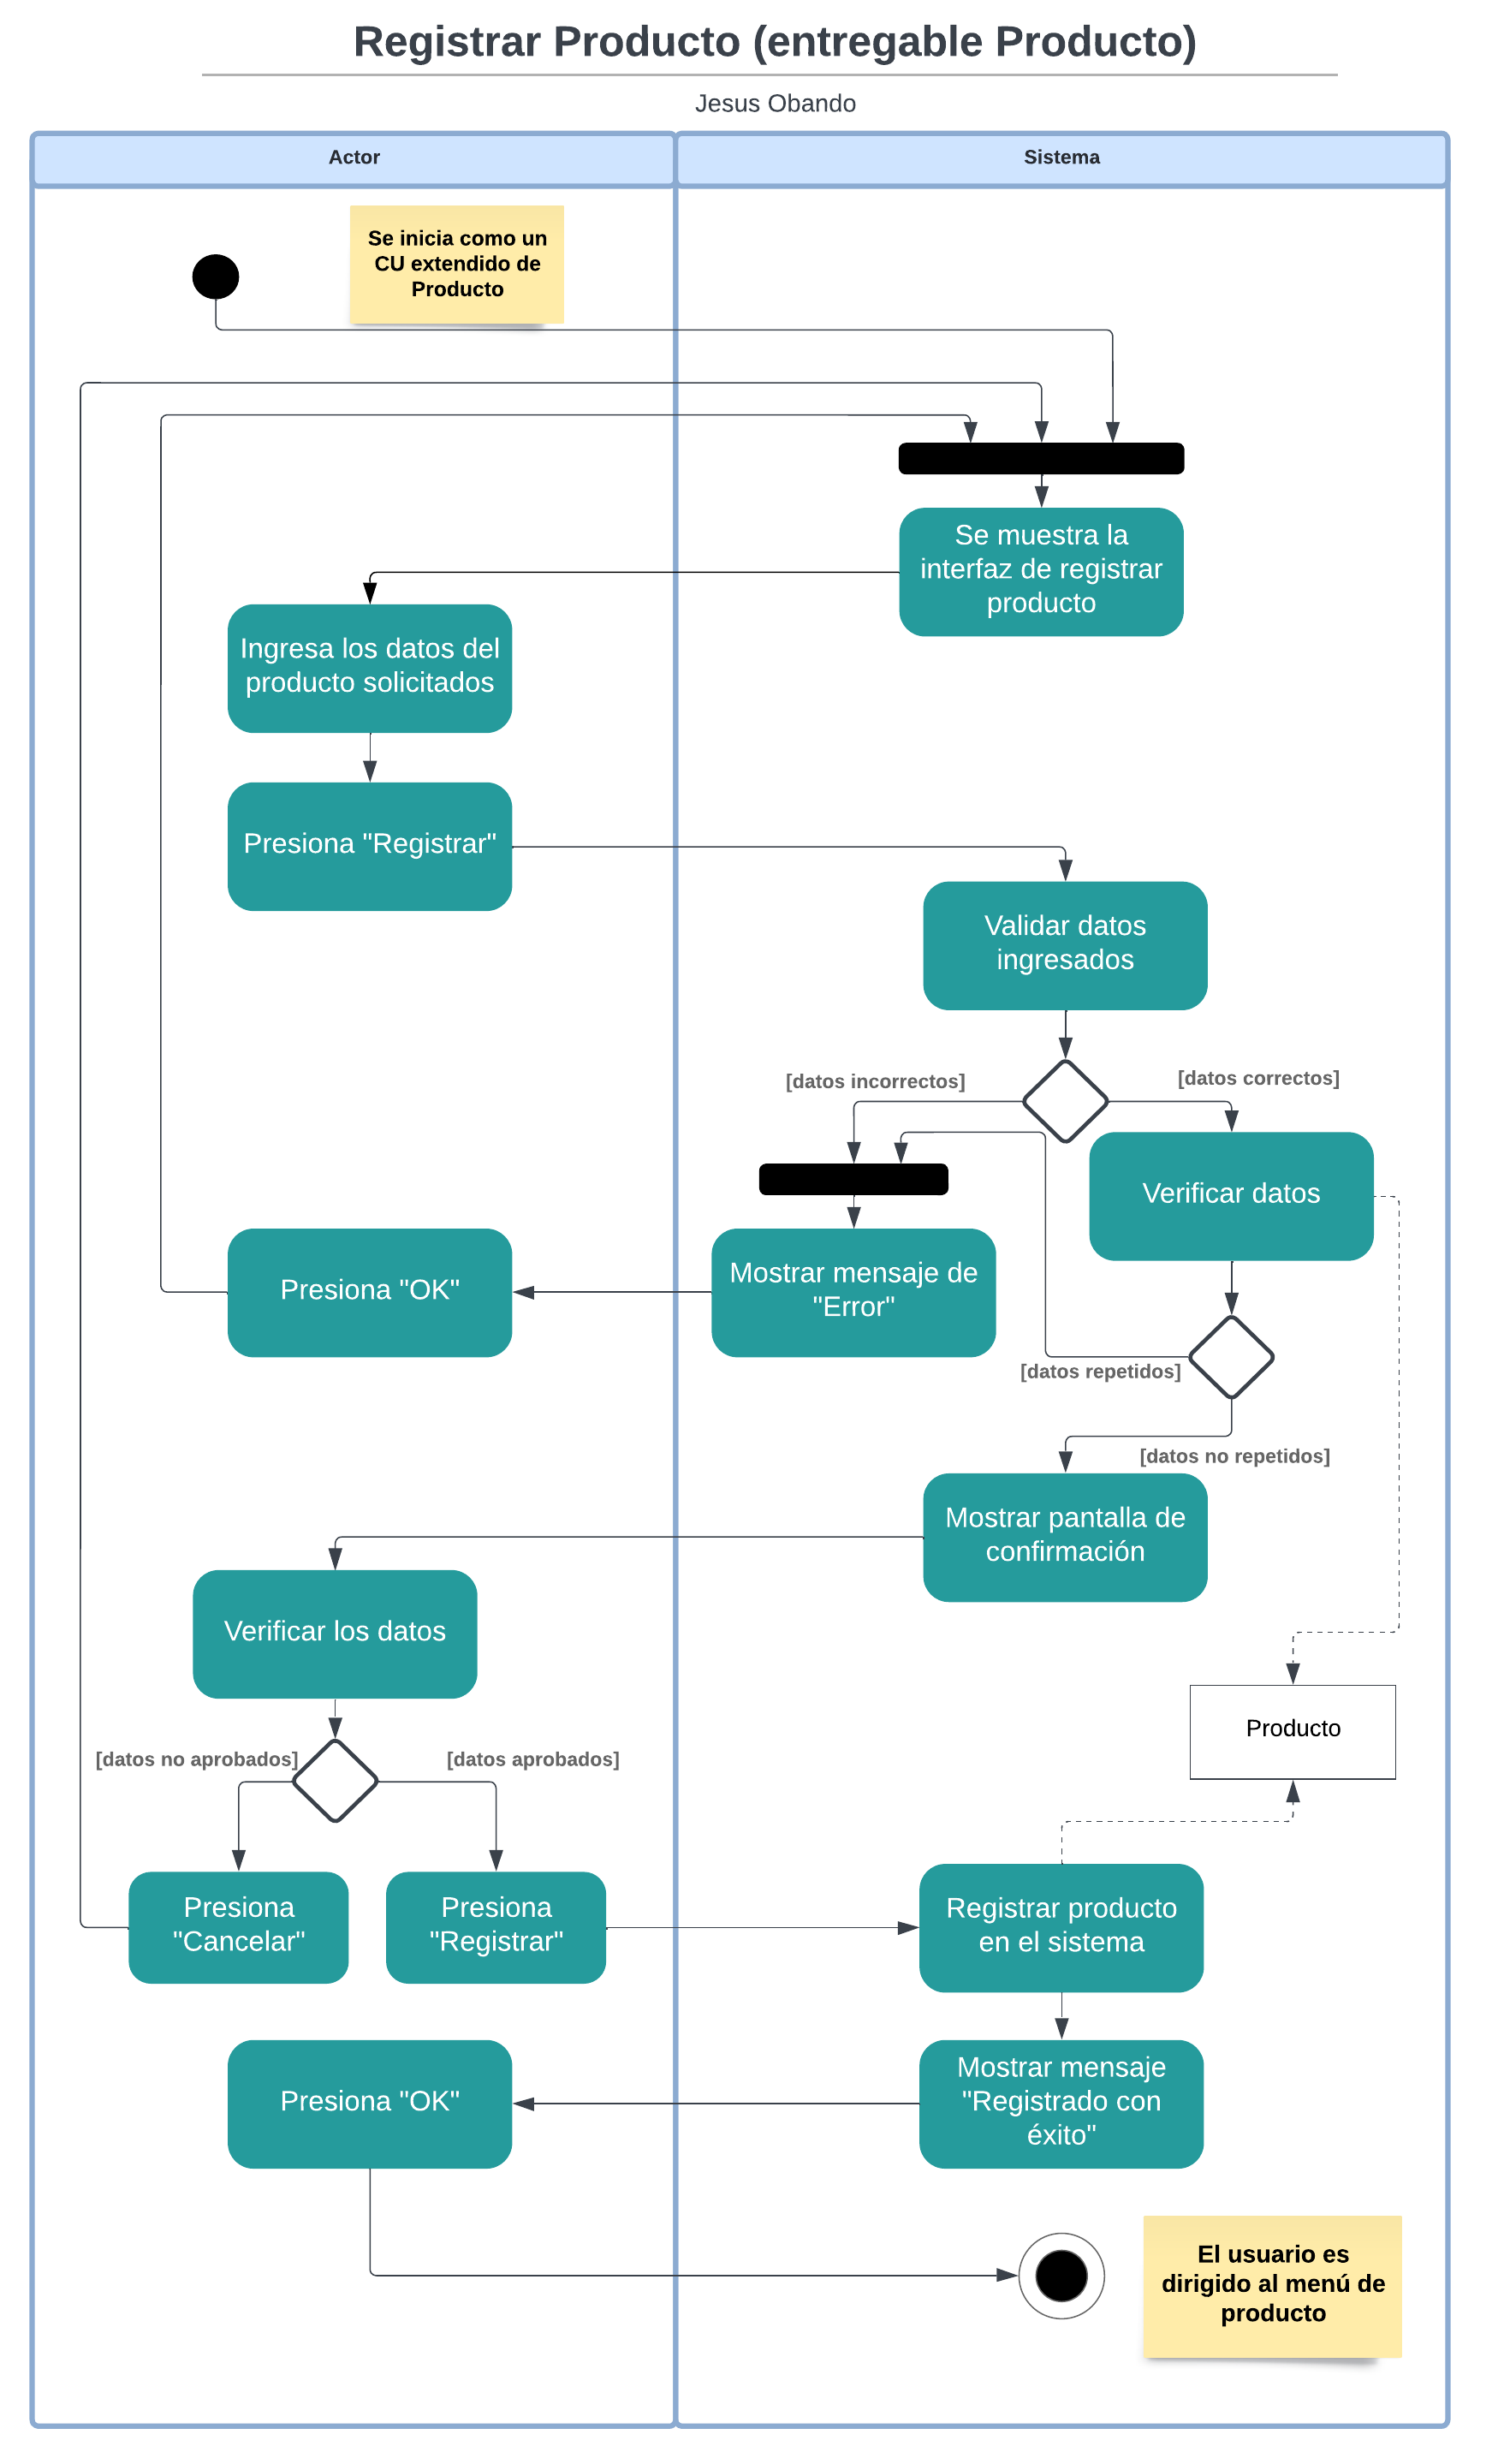 Registrar Producto (entregable Producto)
Jesus Obando
Actor
Sistema
Se inicia como un
CU extendido de
Producto
Se muestra la
interfaz de registrar
producto
Ingresa los datos del
producto solicitados
Presiona "Registrar"
Validar datos
ingresados
[datos incorrectos]
[datos correctos]
Verificar datos
Mostrar mensaje de
"Error"
Presiona "OK"
[datos repetidos]
[datos no repetidos]
Mostrar pantalla de
confirmación
Verificar los datos
Producto
[datos no aprobados]
[datos aprobados]
Presiona
"Cancelar"
Presiona
"Registrar"
Registrar producto
en el sistema
Mostrar mensaje
"Registrado con
éxito"
Presiona "OK"
El usuario es
dirigido al menú de
producto